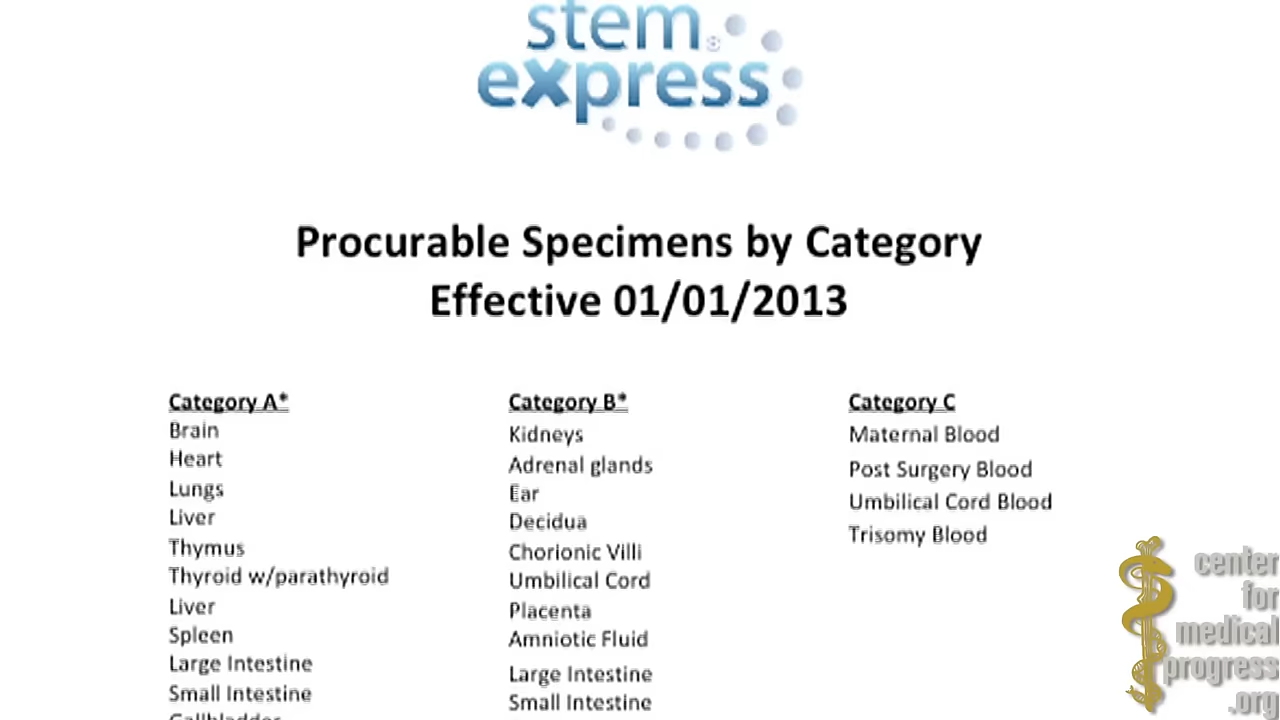 stem
express
Procurable Specimens by Category
Effective 01/01/2013
Category A*
Brain
Heart
Lungs
Liver
Thymus
Thyroid w/parathyroid
Liver
Spleen
Large Intestine
Small Intestine
Gallbladder
Category B*
Kidneys
Adrenal glands
Ear
Decidua
Chorionic Villi
Umbilical Cord
Placenta
Amniotic Fluid
Large Intestine
Small Intestine
Category C
Maternal Blood
Post Surgery Blood
Umbilical Cord Blood
Trisomy Blood
center
for
medical
progress
.org